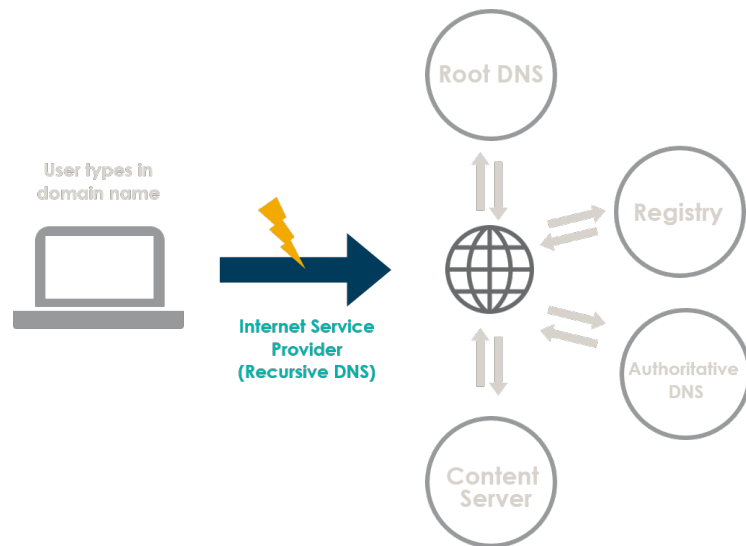 Root DNS
User types in
domain name
Registry
Internet Service
Provider
(Recursive DNS)
Authoritative
DNS
Content
Server